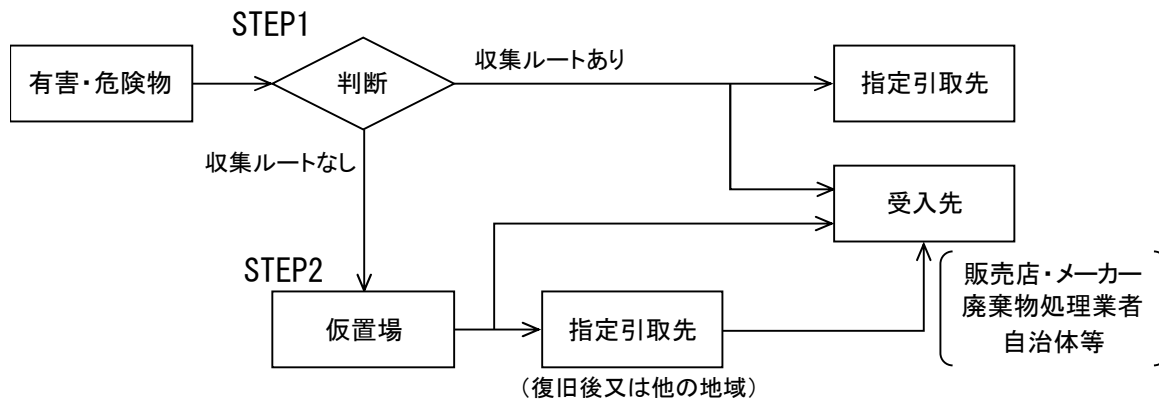 STEP1
有害・危険物
判断
収集ルートあり
指定引取先
収集ルートなし
受入先
STEP2
仮置場
指定引取先
（復旧後又は他の地域）
販売店・メーカー
廃棄物処理業者
自治体等